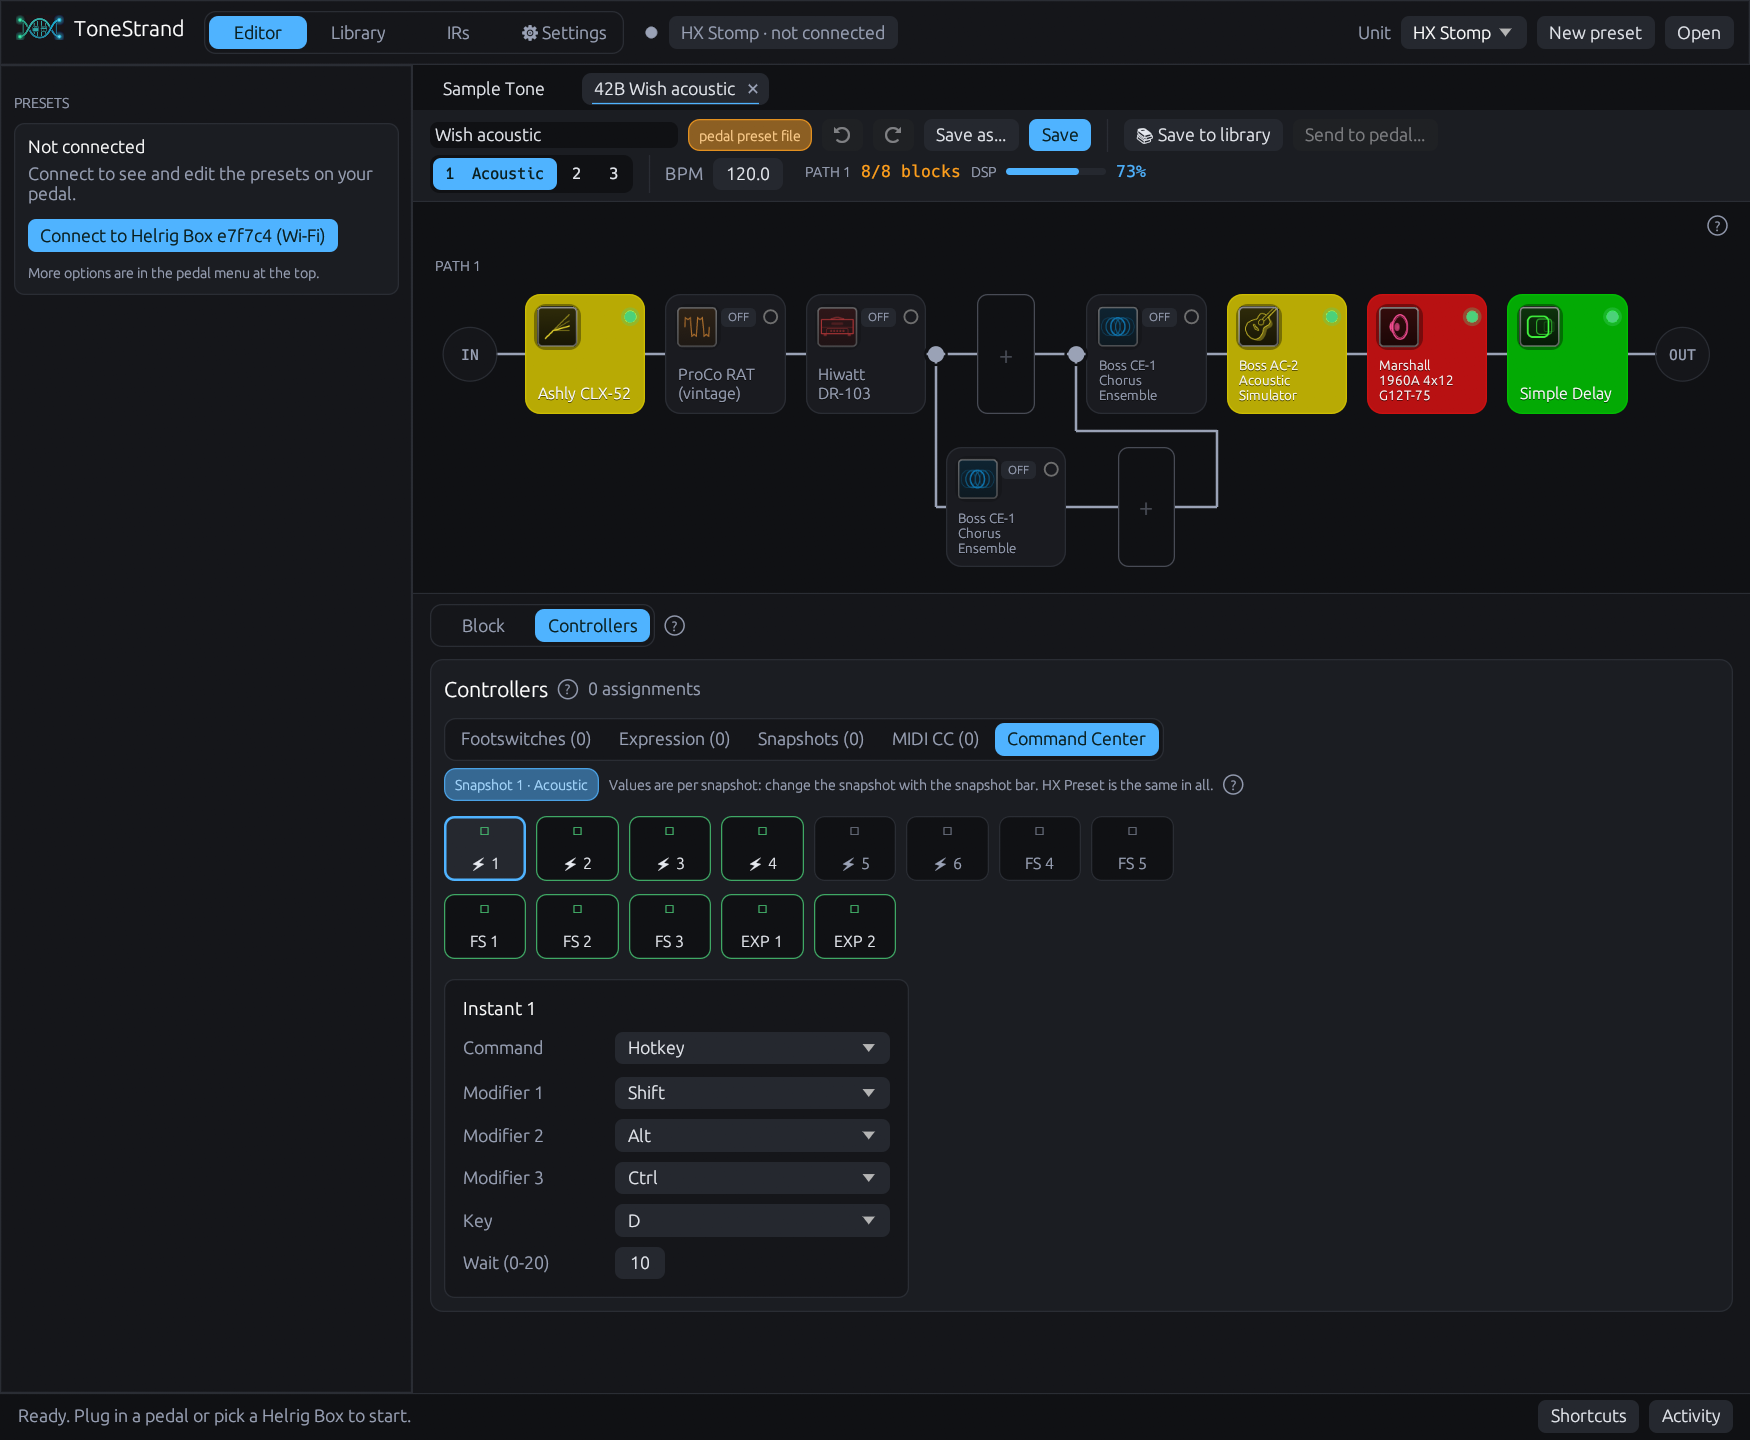 ToneStrand
Editor
Library
IRs
Settings
HX Stomp · not connected
Unit
HX Stomp
New preset
Open
PRESETS
Not connected
Connect to see and edit the presets on your
pedal.
Connect to Helrig Box e7f7c4 (Wi-Fi)
More options are in the pedal menu at the top.
Sample Tone
42B Wish acoustic ×
Wish acoustic
pedal preset file
Save as...
Save
Save to library
Send to pedal...
1 Acoustic
2
3
BPM
120.0
PATH 1
8/8 blocks
DSP
73%
?
PATH 1
IN
Ashly CLX-52
OFF
ProCo RAT
(vintage)
OFF
Hiwatt
DR-103
+
OFF
Boss CE-1
Chorus
Ensemble
Boss AC-2
Acoustic
Simulator
Marshall
1960A 4x12
G12T-75
Simple Delay
OUT
OFF
Boss CE-1
Chorus
Ensemble
+
Block
Controllers
?
Controllers
?
0 assignments
Footswitches (0)
Expression (0)
Snapshots (0)
MIDI CC (0)
Command Center
Snapshot 1 · Acoustic
Values are per snapshot: change the snapshot with the snapshot bar. HX Preset is the same in all.
?
1
2
3
4
5
6
FS 4
FS 5
FS 1
FS 2
FS 3
EXP 1
EXP 2
Instant 1
Command
Hotkey
Modifier 1
Shift
Modifier 2
Alt
Modifier 3
Ctrl
Key
D
Wait (0-20)
10
Ready. Plug in a pedal or pick a Helrig Box to start.
Shortcuts
Activity